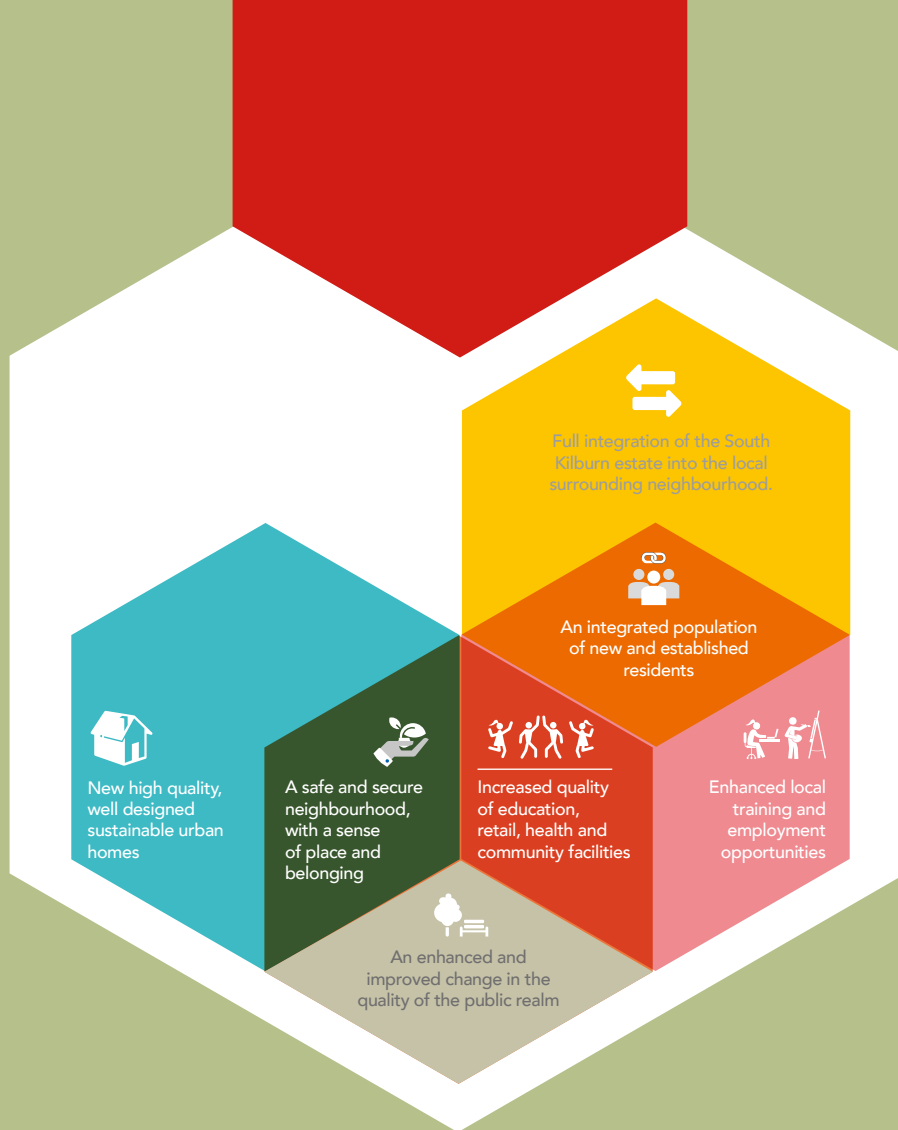 Full integration of the South
Kilburn estate into the local
surrounding neighbourhood.
An integrated population
of new and established
residents
New high quality,
well designed
sustainable urban
homes
A safe and secure
neighbourhood,
with a sense
of place and
belonging
Increased quality
of education,
retail, health and
community facilities
Enhanced local
training and
employment
opportunities
An enhanced and
improved change in the
quality of the public realm